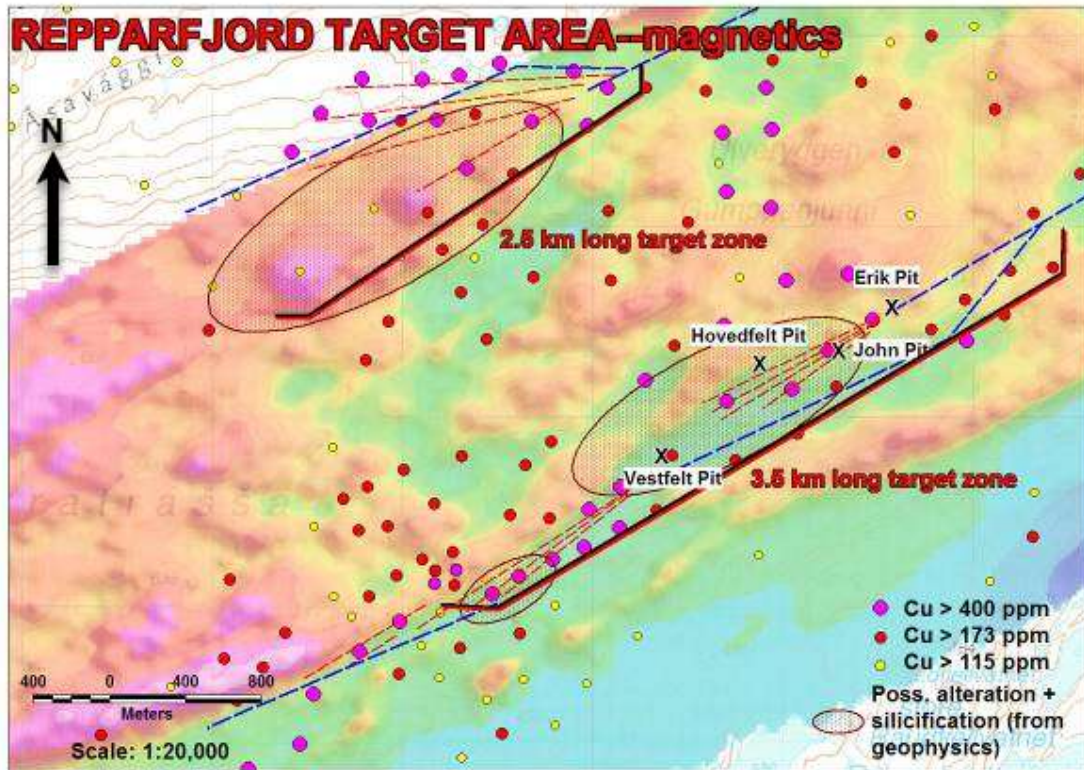 REPPARFJORD TARGET AREA--magnetics
N
2.5 km long target zone
Erik Pit
Hovedfelt Pit
John Pit
Vestfelt Pit
3.5 km long target zone
Cu > 400 ppm
Cu > 173 ppm
Cu > 115 ppm
Poss. alteration +
silicification (from
geophysics)
400 0 400 800
Meters
Scale: 1:20,000